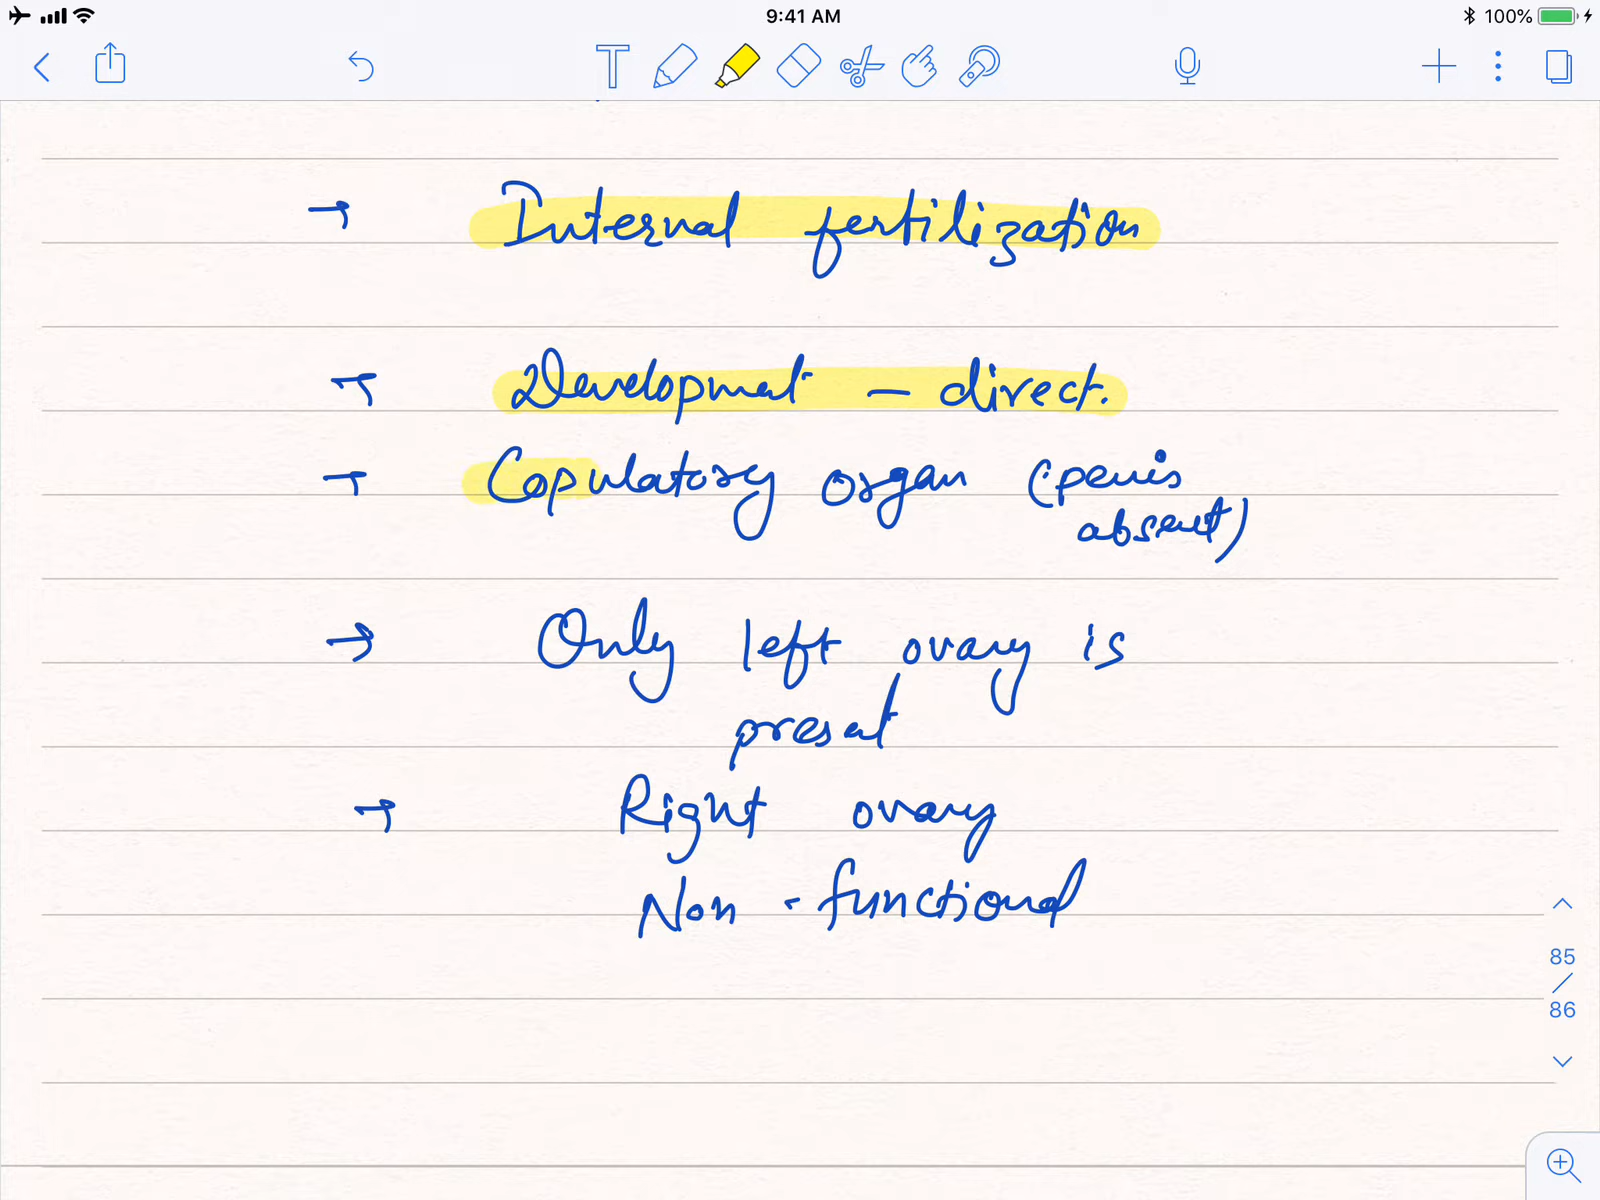 9:41 AM
100%
→ Internal fertilization
→ Development - direct.
→ Copulatory organ (penis
absent)
→ Only left ovary is
present
→ Right ovary
Non - functional
85
/
86